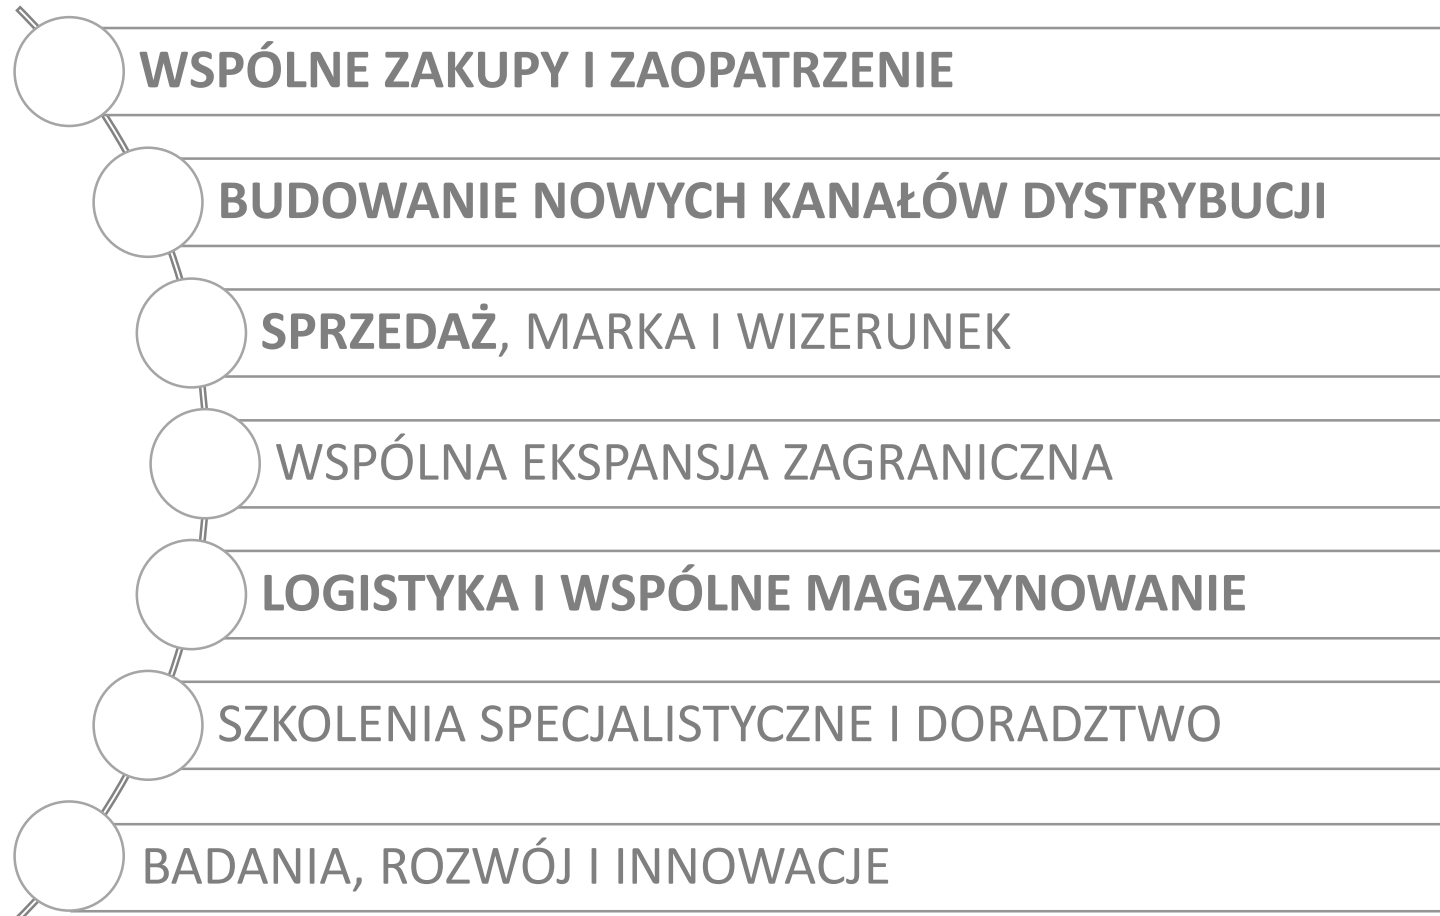 WSPÓLNE ZAKUPY I ZAOPATRZENIE
BUDOWANIE NOWYCH KANAŁÓW DYSTRYBUCJI
SPRZEDAŻ, MARKA I WIZERUNEK
WSPÓLNA EKSPANSJA ZAGRANICZNA
LOGISTYKA I WSPÓLNE MAGAZYNOWANIE
SZKOLENIA SPECJALISTYCZNE I DORADZTWO
BADANIA, ROZWÓJ I INNOWACJE